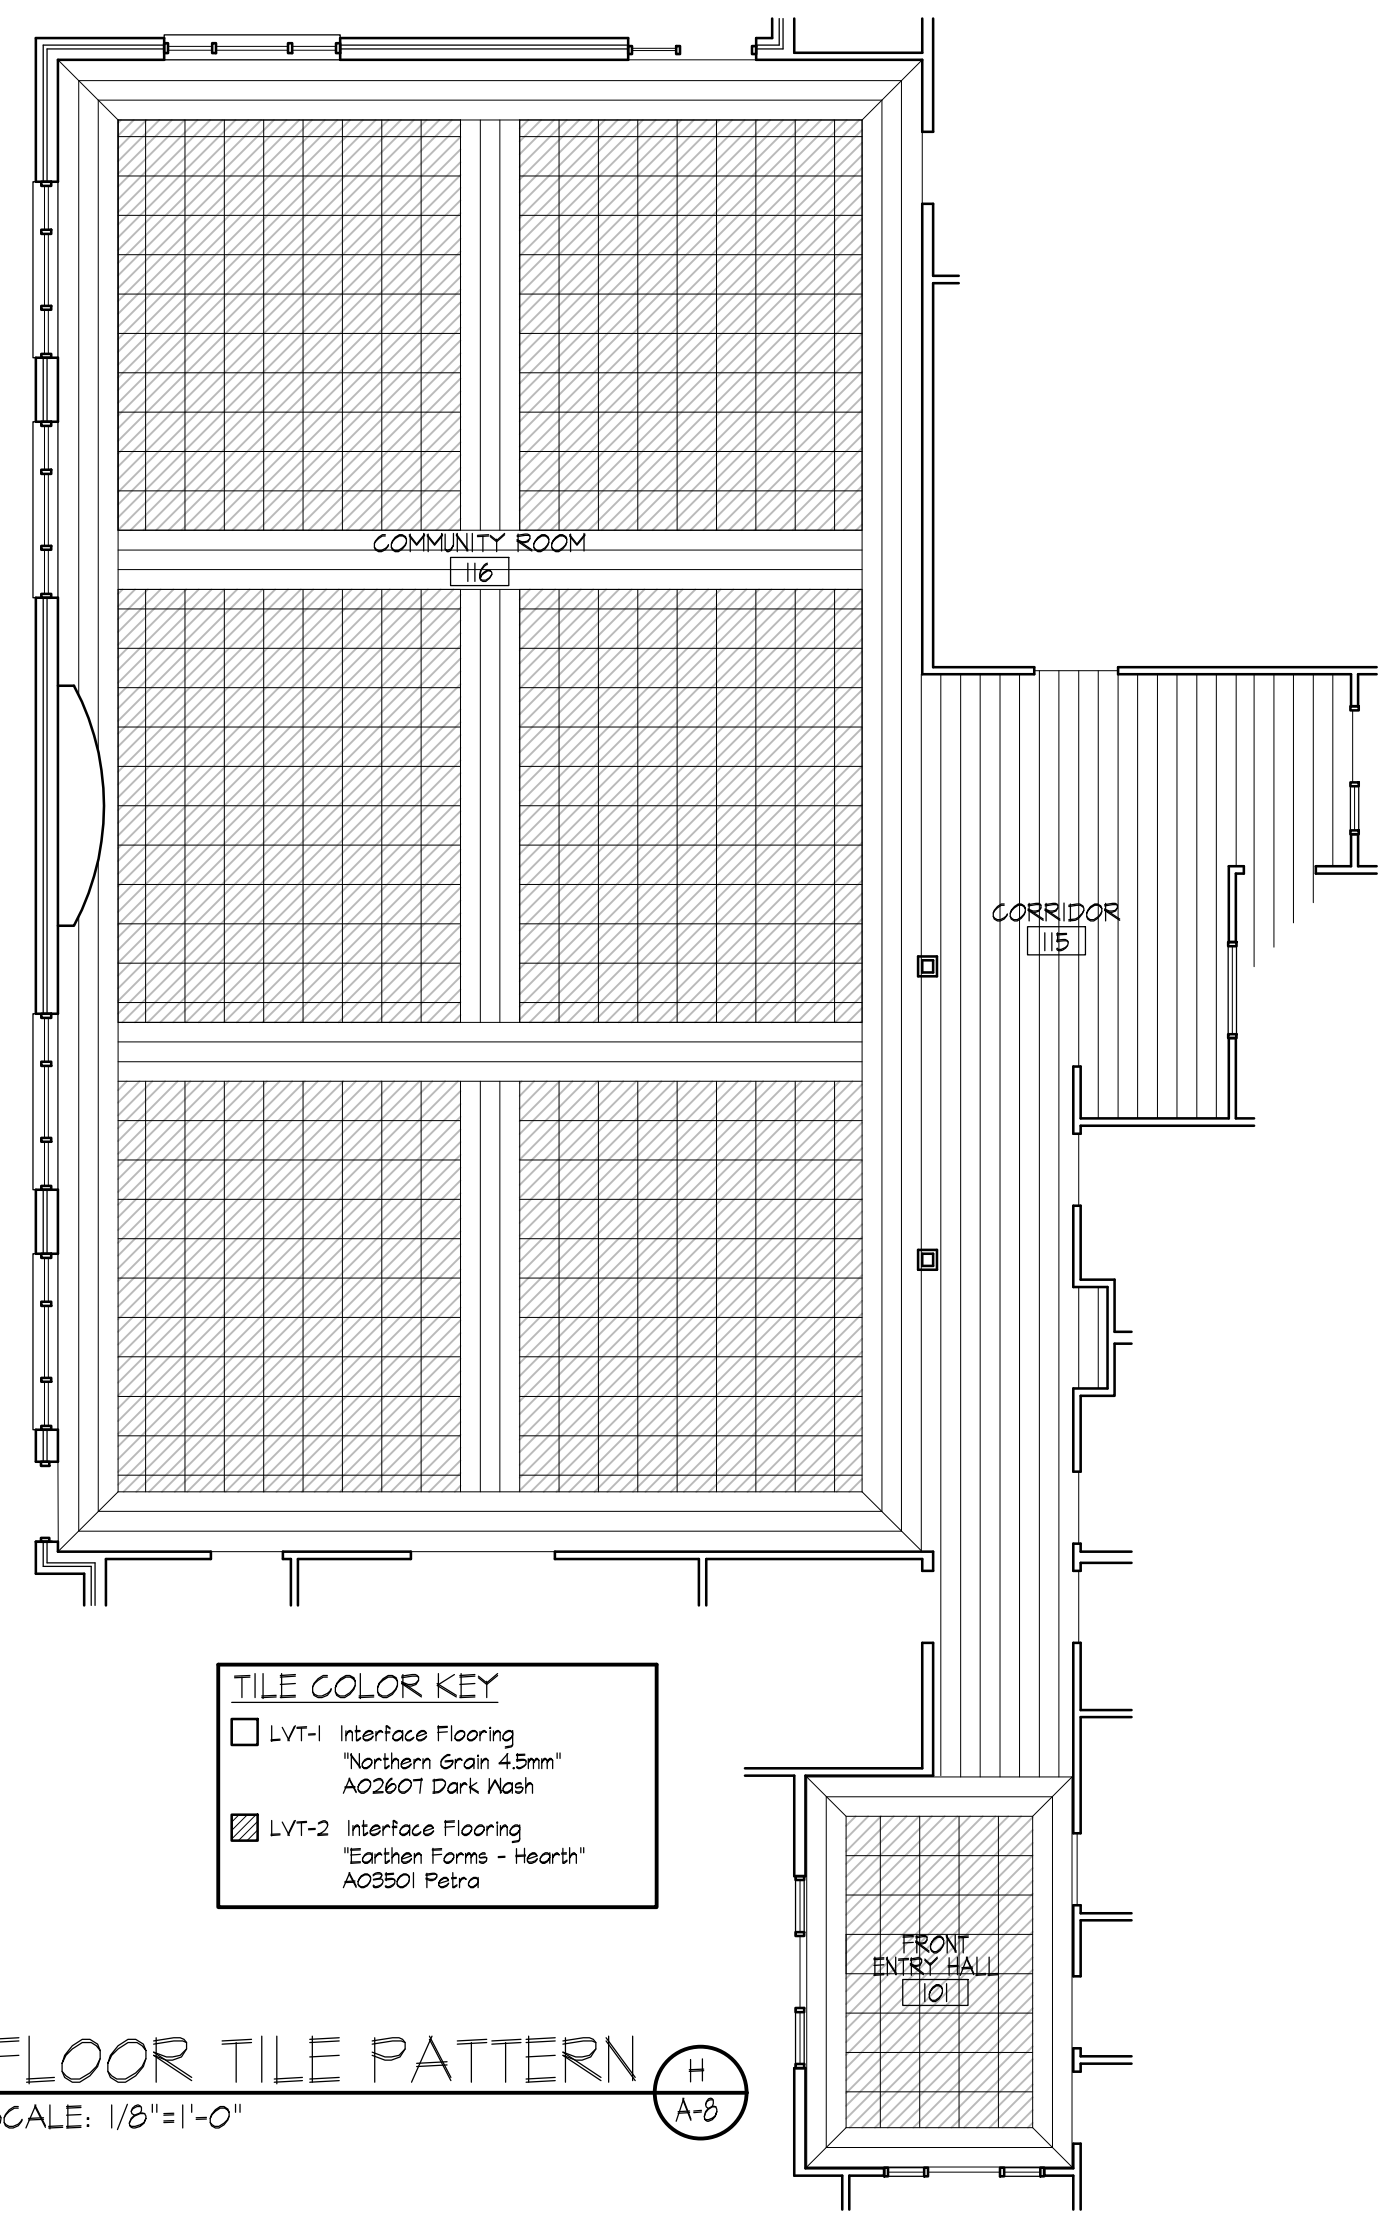 COMMUNITY ROOM
116
CORRIDOR
115
TILE COLOR KEY
LVT-1 Interface Flooring
"Northern Grain 4.5mm"
A02607 Dark Wash
LVT-2 Interface Flooring
"Earthen Forms - Hearth"
A03501 Petra
FRONT
ENTRY HALL
101
FLOOR TILE PATTERN
SCALE: 1/8"=1'-0"
H
A-8